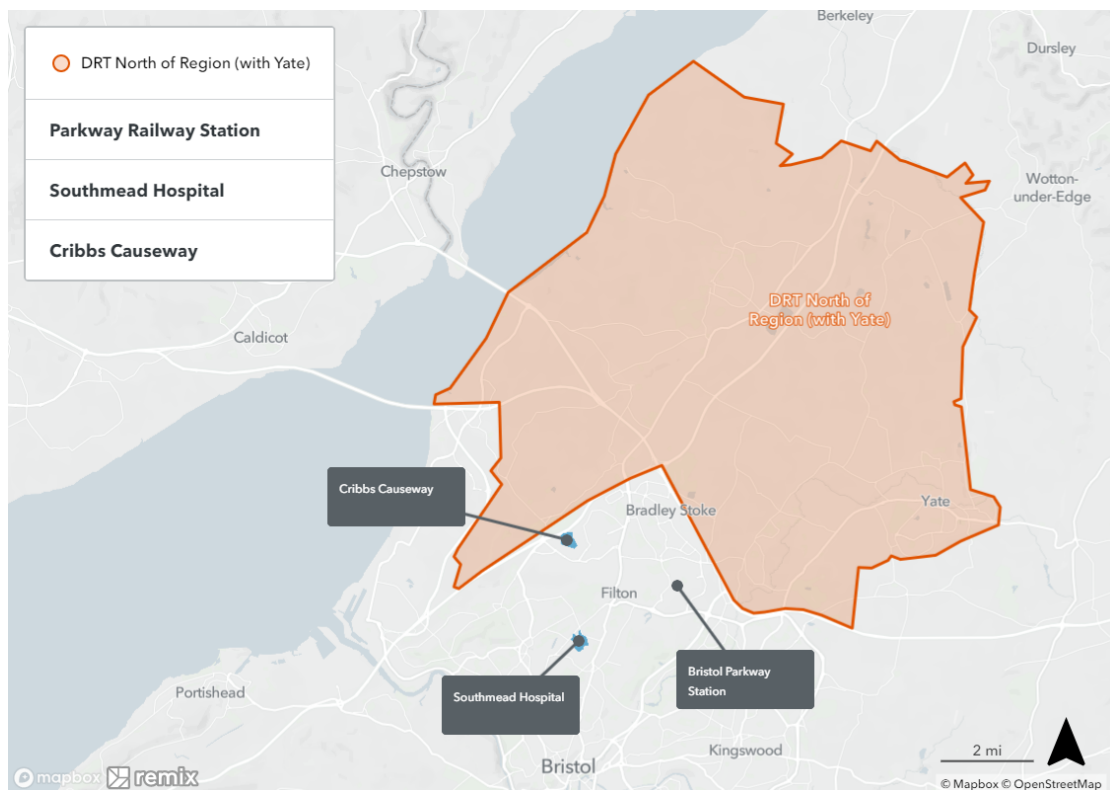 DRT North of Region (with Yate)
Parkway Railway Station
Southmead Hospital
Cribbs Causeway
Berkeley
Dursley
Chepstow
Wotton-
under-Edge
DRT North of
Region (with Yate)
Caldicot
Cribbs Causeway
Bradley Stoke
Yate
Filton
Bristol Parkway
Station
Southmead Hospital
Portishead
Kingswood
2 mi
Bristol
mapbox remix
© Mapbox © OpenStreetMap